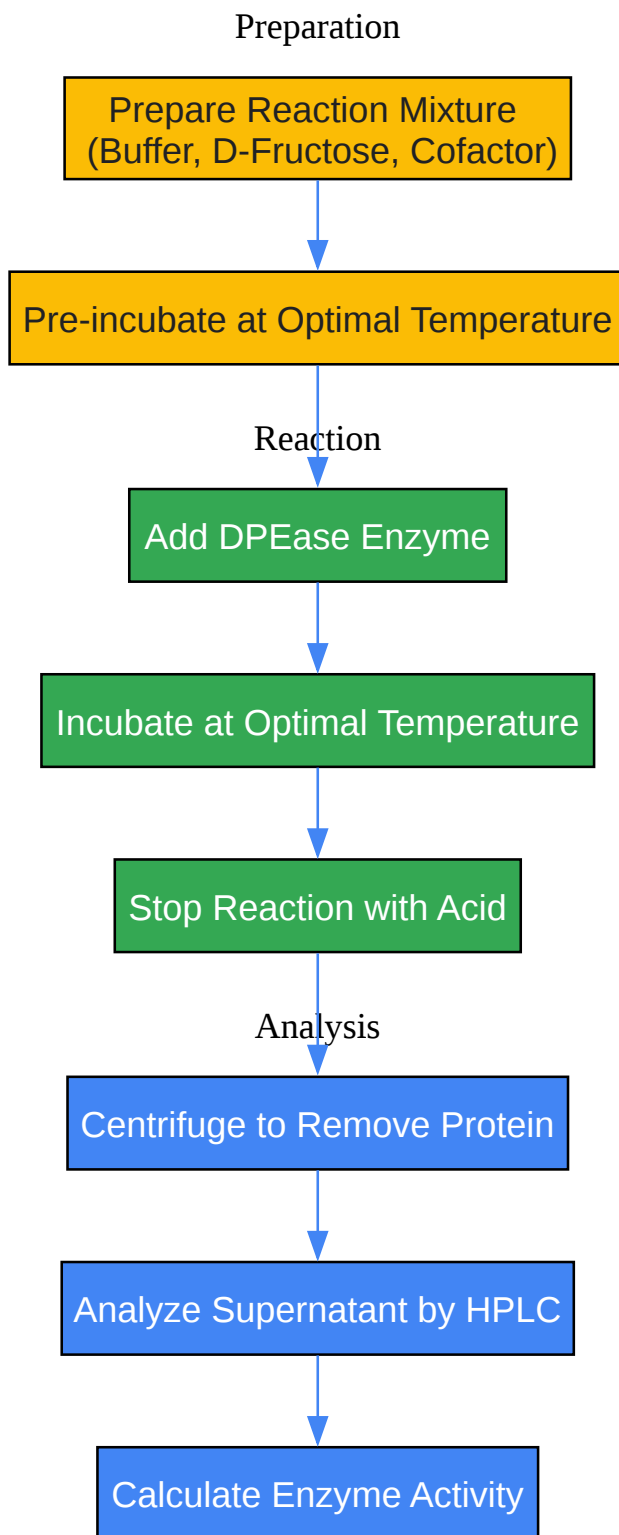 Preparation
Prepare Reaction Mixture
(Buffer, D-Fructose, Cofactor)
Pre-incubate at Optimal Temperature
Reaction
Add DPEase Enzyme
Incubate at Optimal Temperature
Stop Reaction with Acid
Analysis
Centrifuge to Remove Protein
Analyze Supernatant by HPLC
Calculate Enzyme Activity